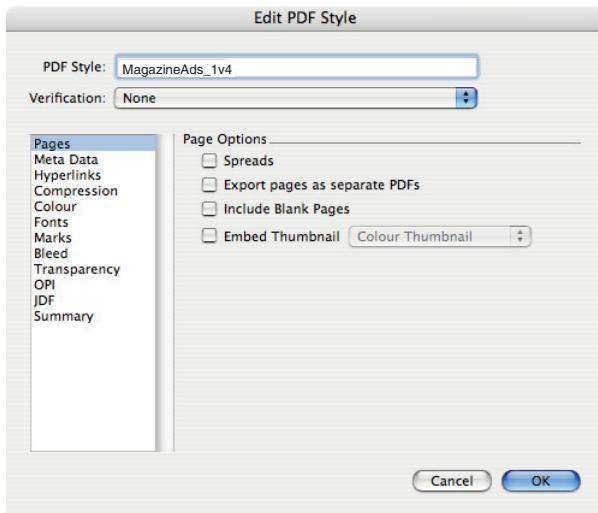 Edit PDF Style
PDF Style: MagazineAds_1v4
Verification: None
Pages
Meta Data
Hyperlinks
Compression
Colour
Fonts
Marks
Bleed
Transparency
OPI
JDF
Summary
Page Options
Spreads
Export pages as separate PDFs
Include Blank Pages
Embed Thumbnail Colour Thumbnail
Cancel OK